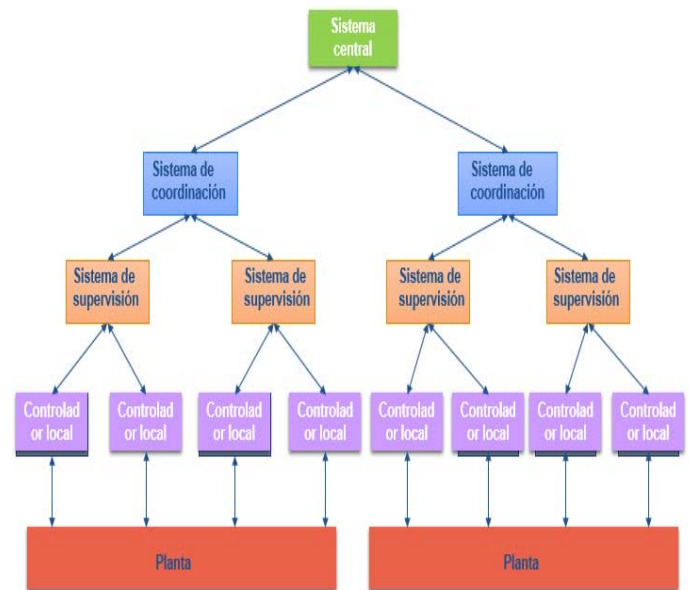 Sistema
central
Sistema de
coordinación
Sistema de
coordinación
Sistema de
supervisión
Sistema de
supervisión
Sistema de
supervisión
Sistema de
supervisión
Controlad
or local
Controlad
or local
Controlad
or local
Controlad
or local
Controlad
or local
Controlad
or local
Controlad
or local
Controlad
or local
Planta
Planta